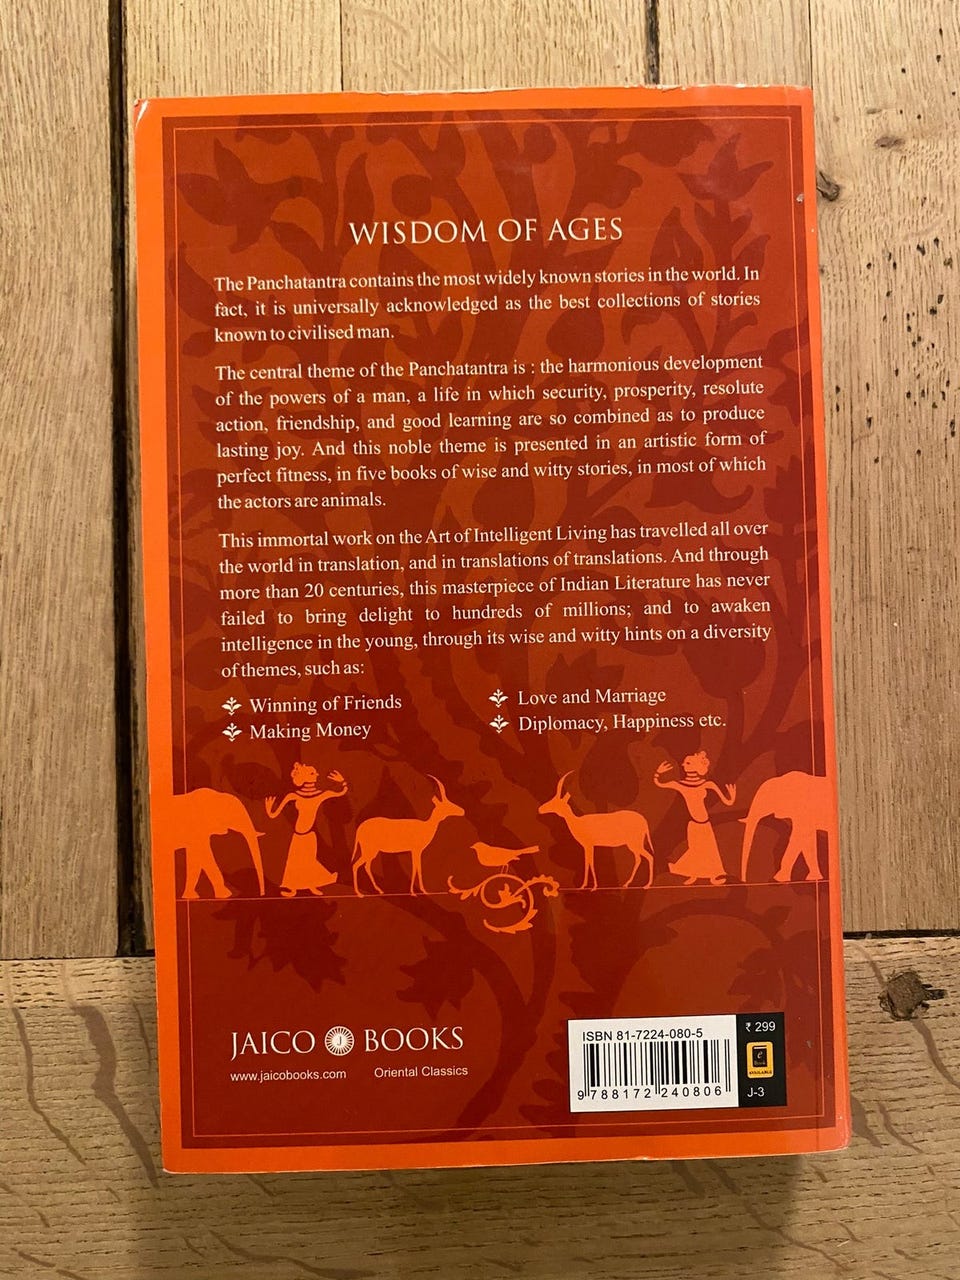 WISDOM OF AGES
The Panchatantra contains the most widely known stories in the world. In
fact, it is universally acknowledged as the best collections of stories
known to civilised man.
The central theme of the Panchatantra is : the harmonious development
of the powers of a man, a life in which security, prosperity, resolute
action, friendship, and good learning are so combined as to produce
lasting joy. And this noble theme is presented in an artistic form of
perfect fitness, in five books of wise and witty stories, in most of which
the actors are animals.
This immortal work on the Art of Intelligent Living has travelled all over
the world in translation, and in translations of translations. And through
more than 20 centuries, this masterpiece of Indian Literature has never
failed to bring delight to hundreds of millions; and to awaken
intelligence in the young, through its wise and witty hints on a diversity
of themes, such as:
Winning of Friends
Making Money
Love and Marriage
Diplomacy, Happiness etc.
JAICO J BOOKS
www.jaicobooks.com Oriental Classics
ISBN 81-7224-080-5
9 788172 240806
₹ 299
e
Book
AVAILABLE
J-3